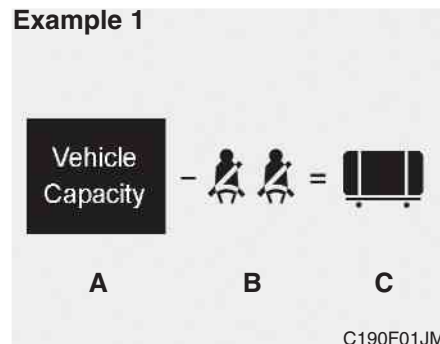 Example 1
Vehicle
Capacity
– =
A B C
C190F01JM